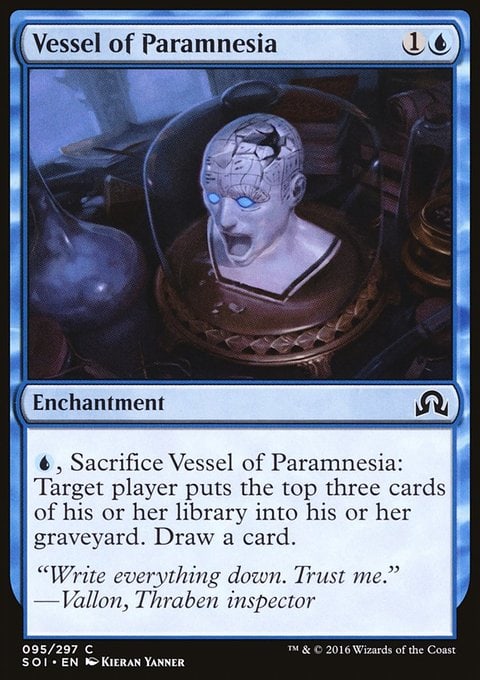 Vessel of Paramnesia 1
Enchantment
, Sacrifice Vessel of Paramnesia:
Target player puts the top three cards
of his or her library into his or her
graveyard. Draw a card.
“Write everything down. Trust me.”
—Vallon, Thraben inspector
095/297 C
SOI • EN Kieran Yanner
™ & © 2016 Wizards of the Coast